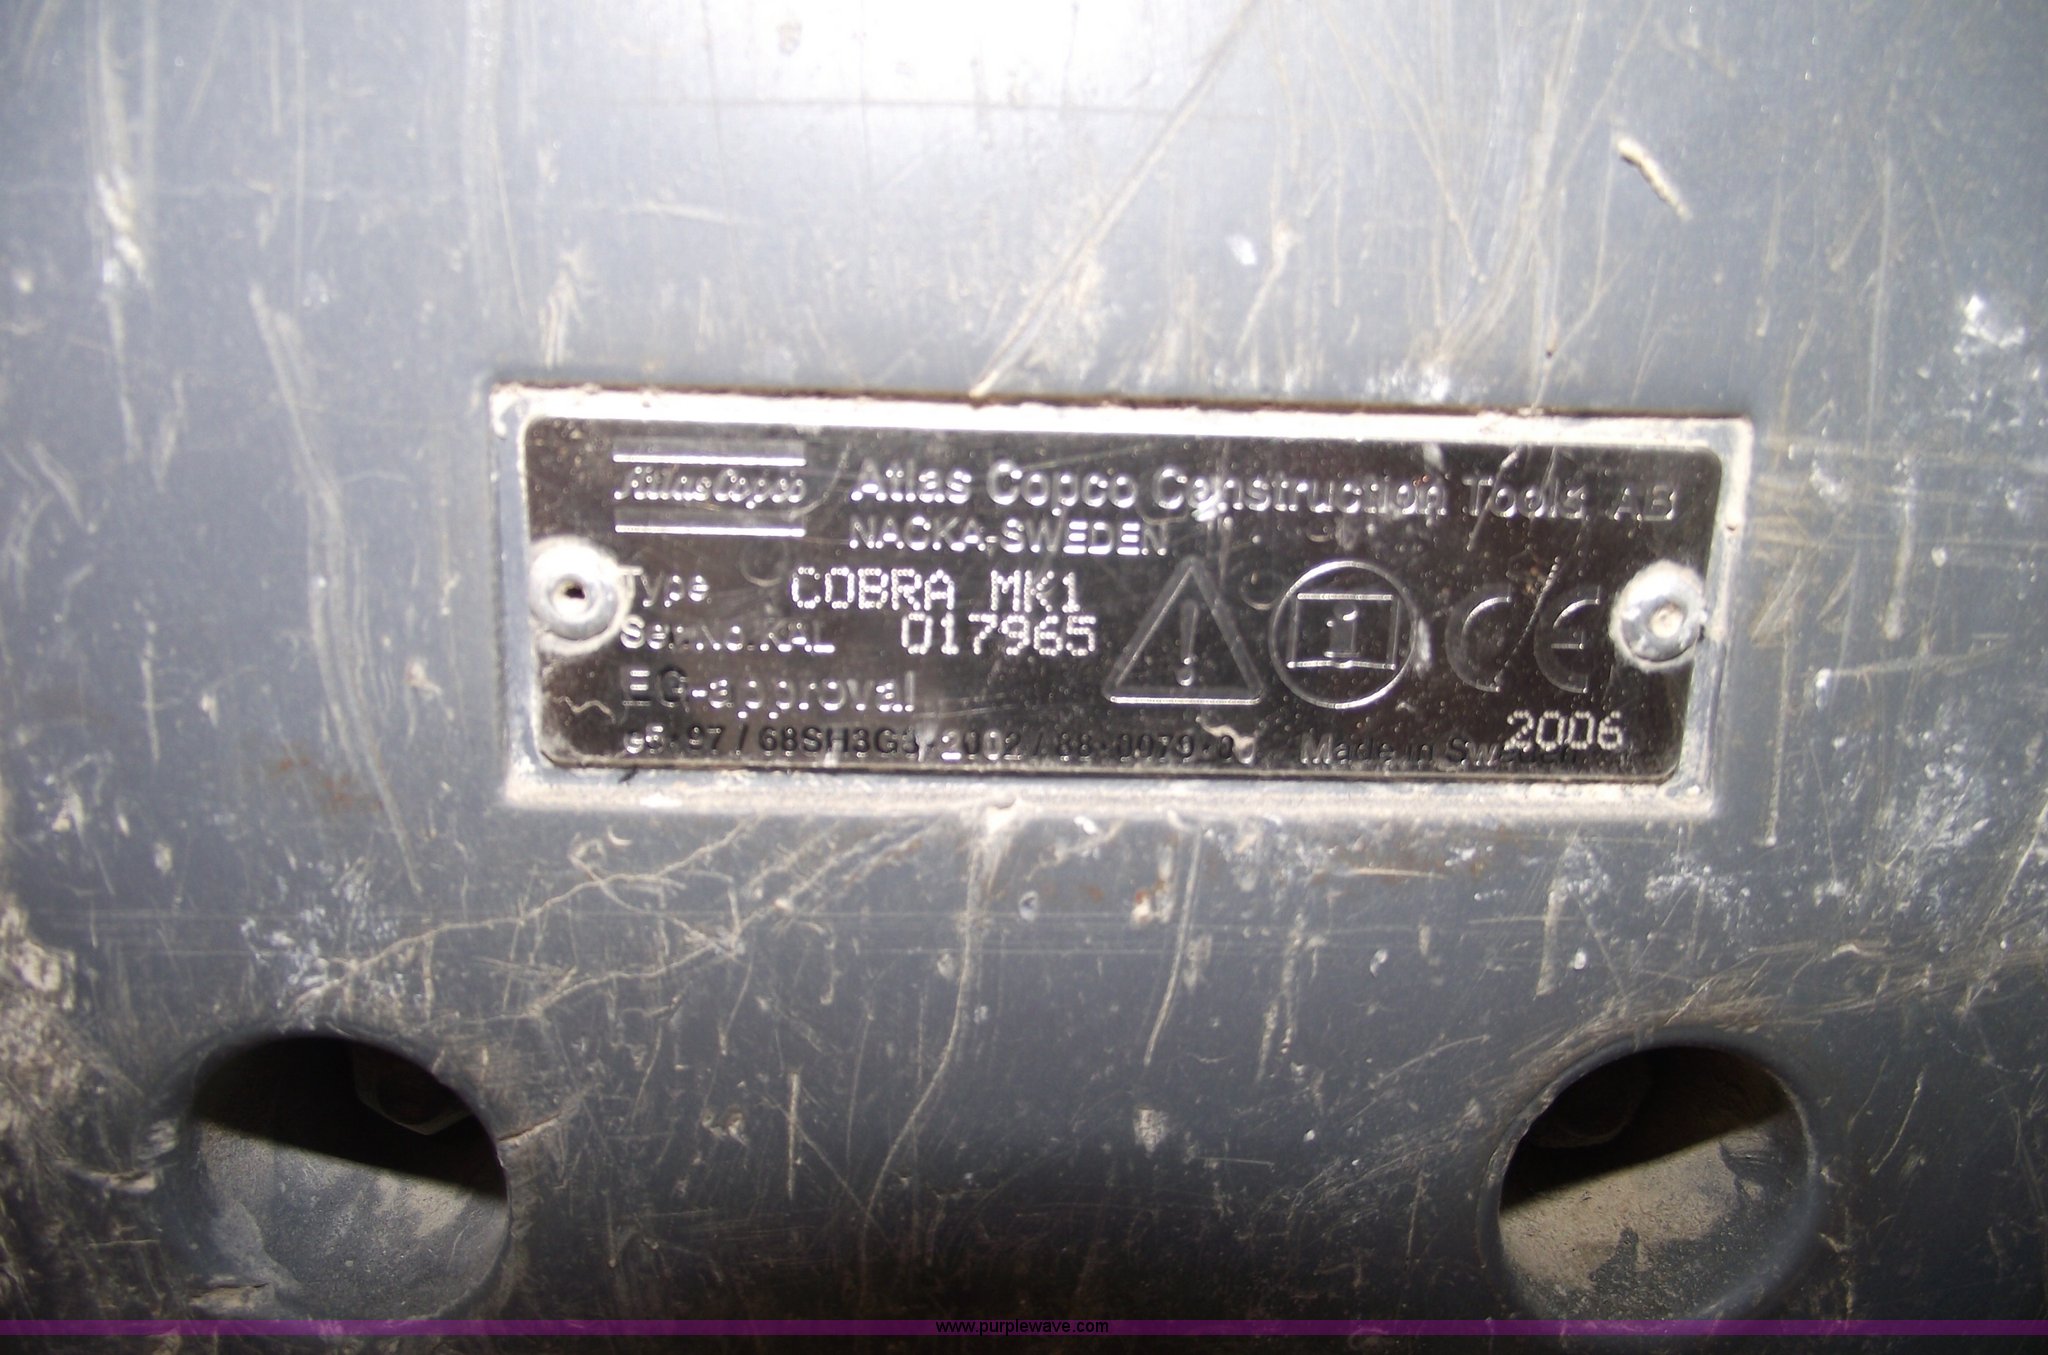 Atlas Copco
Atlas Copco Construction Tools AB
NACKA-SWEDEN
Type COBRA MK1
Ser.No.KAL 017965
EG-approval
2006
Made in Sweden
www.purplewave.com